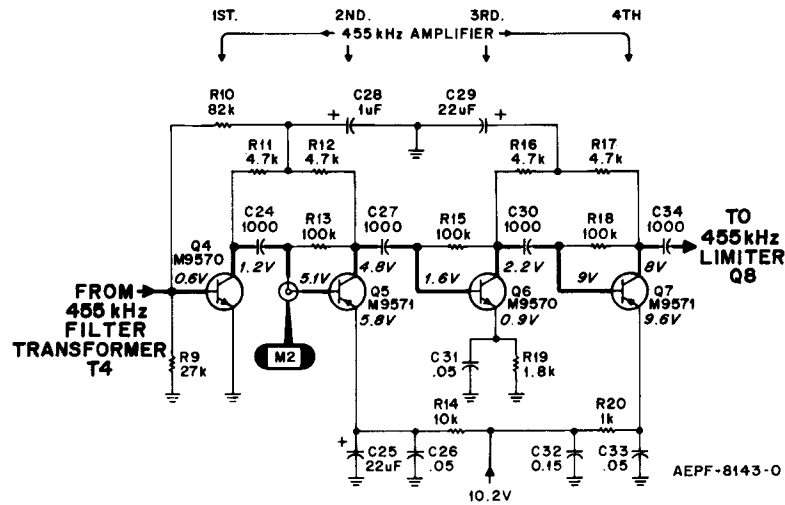 1ST. 2ND. 3RD. 4TH
455kHz AMPLIFIER
R10
82k
C28
1uF
+
C29
22uF
+
R11
4.7k
R12
4.7k
R16
4.7k
R17
4.7k
C24
1000
R13
100k
C27
1000
R15
100k
C30
1000
R18
100k
C34
1000
Q4
M9570
0.6V
1.2V
5.1V
4.8V
Q5
M9571
5.8V
1.6V
2.2V
Q6
M9570
0.9V
9V
8V
Q7
M9571
9.6V
TO
455kHz
LIMITER
Q8
FROM
455 kHz
FILTER
TRANSFORMER
T4
R9
27k
M2
C31
.05
R19
1.8k
R14
10k
R20
1k
+
C25
22uF
C26
.05
C32
0.15
C33
.05
10.2V
AEPF-8143-O